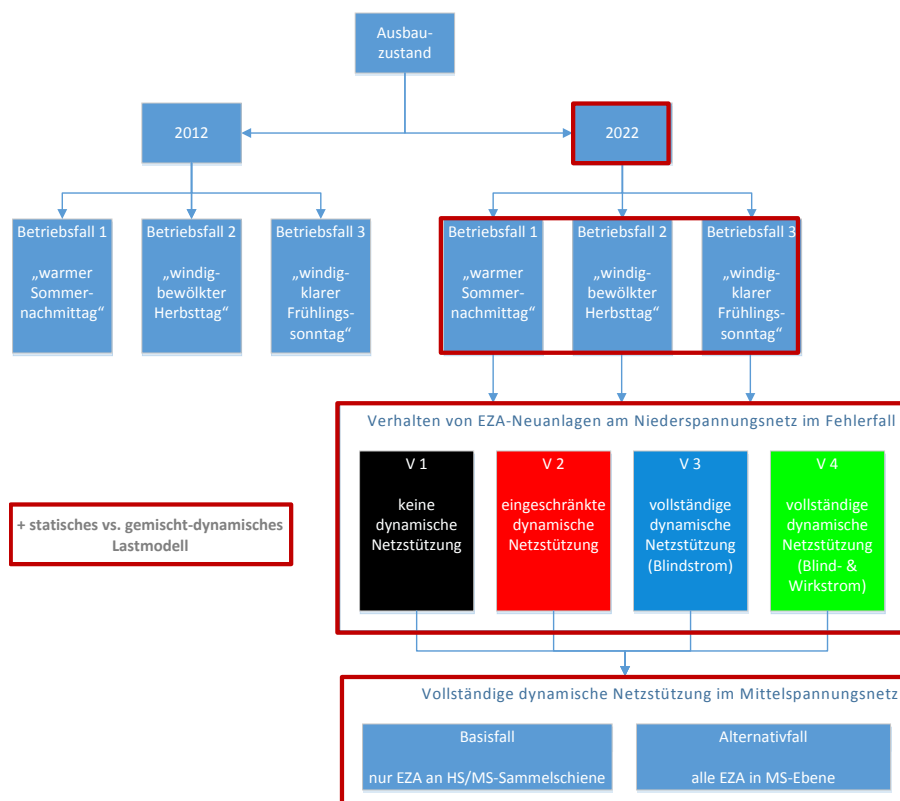 Ausbau-
zustand
2012
2022
Betriebsfall 1
„warmer
Sommer-
nachmittag“
Betriebsfall 2
„windig-
bewölkter
Herbsttag“
Betriebsfall 3
„windig-
klarer
Frühlings-
sonntag“
Betriebsfall 1
„warmer
Sommer-
nachmittag“
Betriebsfall 2
„windig-
bewölkter
Herbsttag“
Betriebsfall 3
„windig-
klarer
Frühlings-
sonntag“
Verhalten von EZA-Neuanlagen am Niederspannungsnetz im Fehlerfall
V 1
keine
dynamische
Netzstützung
V 2
eingeschränkte
dynamische
Netzstützung
V 3
vollständige
dynamische
Netzstützung
(Blindstrom)
V 4
vollständige
dynamische
Netzstützung
(Blind- &
Wirkstrom)
+ statisches vs. gemischt-dynamisches
Lastmodell
Vollständige dynamische Netzstützung im Mittelspannungsnetz
Basisfall
nur EZA an HS/MS-Sammelschiene
Alternativfall
alle EZA in MS-Ebene